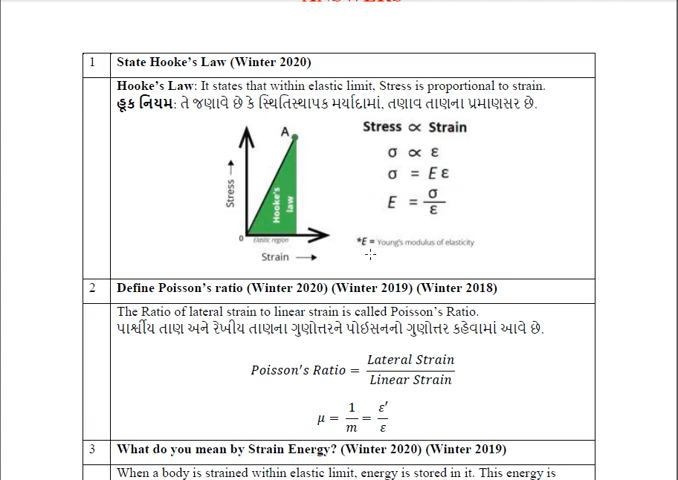 ANSWERS
1 State Hooke's Law (Winter 2020)
Hooke's Law: It states that within elastic limit, Stress is proportional to strain.
હૂક નિયમ: તે જણાવે છે કે સ્થિતિસ્થાપક મર્યાદામાં, તણાવ તાણના પ્રમાણસર છે.
A
Stress →
Hooke's law
0 Elastic region
Strain →
Stress ∝ Strain
σ ∝ ε
σ = E ε
E = σ/ε
*E = Young's modulus of elasticity
2 Define Poisson's ratio (Winter 2020) (Winter 2019) (Winter 2018)
The Ratio of lateral strain to linear strain is called Poisson's Ratio.
પાર્શ્વીય તાણ અને રેખીય તાણના ગુણોત્તરને પોઈસનનો ગુણોત્તર કહેવામાં આવે છે.
Poisson's Ratio = Lateral Strain / Linear Strain
μ = 1/m = ε′/ε
3 What do you mean by Strain Energy? (Winter 2020) (Winter 2019)
When a body is strained within elastic limit, energy is stored in it. This energy is